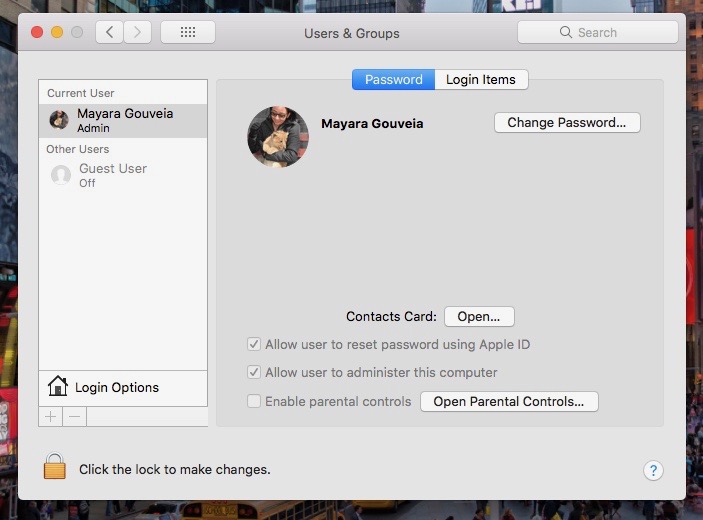 Users & Groups
Search
Password
Login Items
Current User
Mayara Gouveia
Admin
Other Users
Guest User
Off
Login Options
Mayara Gouveia
Change Password...
Contacts Card:
Open...
Allow user to reset password using Apple ID
Allow user to administer this computer
Enable parental controls
Open Parental Controls...
Click the lock to make changes.
?